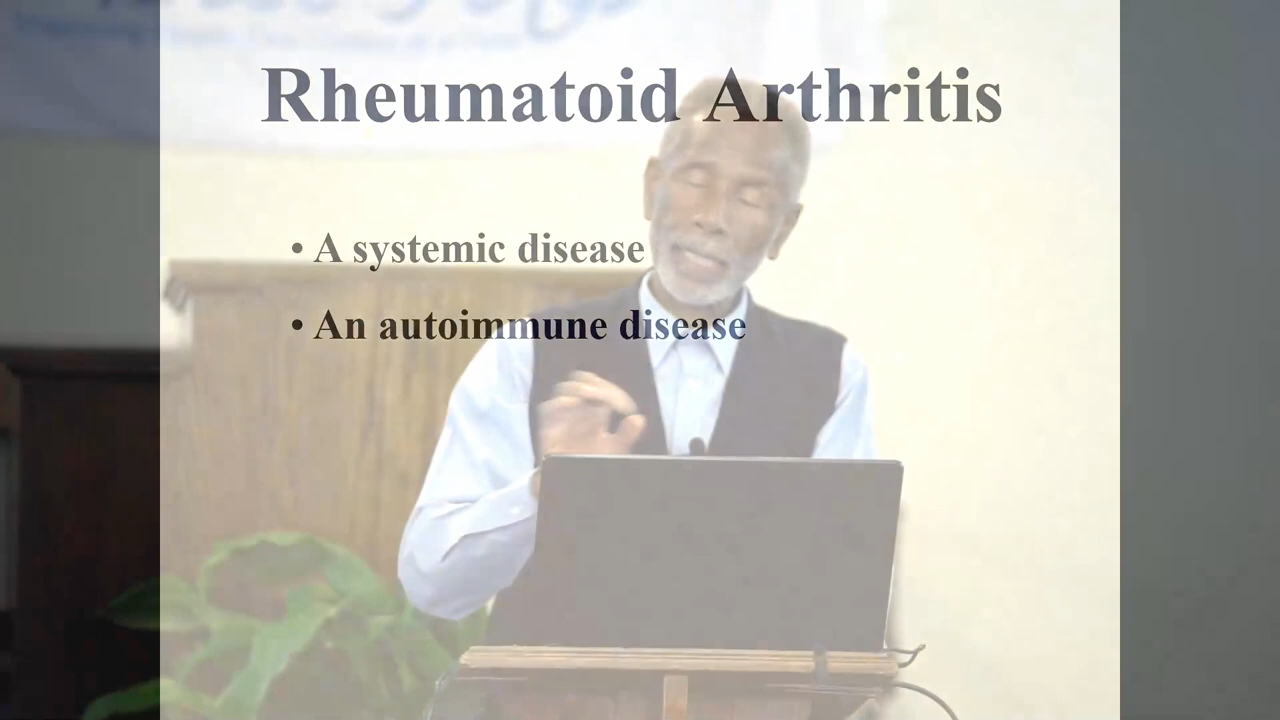 Rheumatoid Arthritis
• A systemic disease
• An autoimmune disease